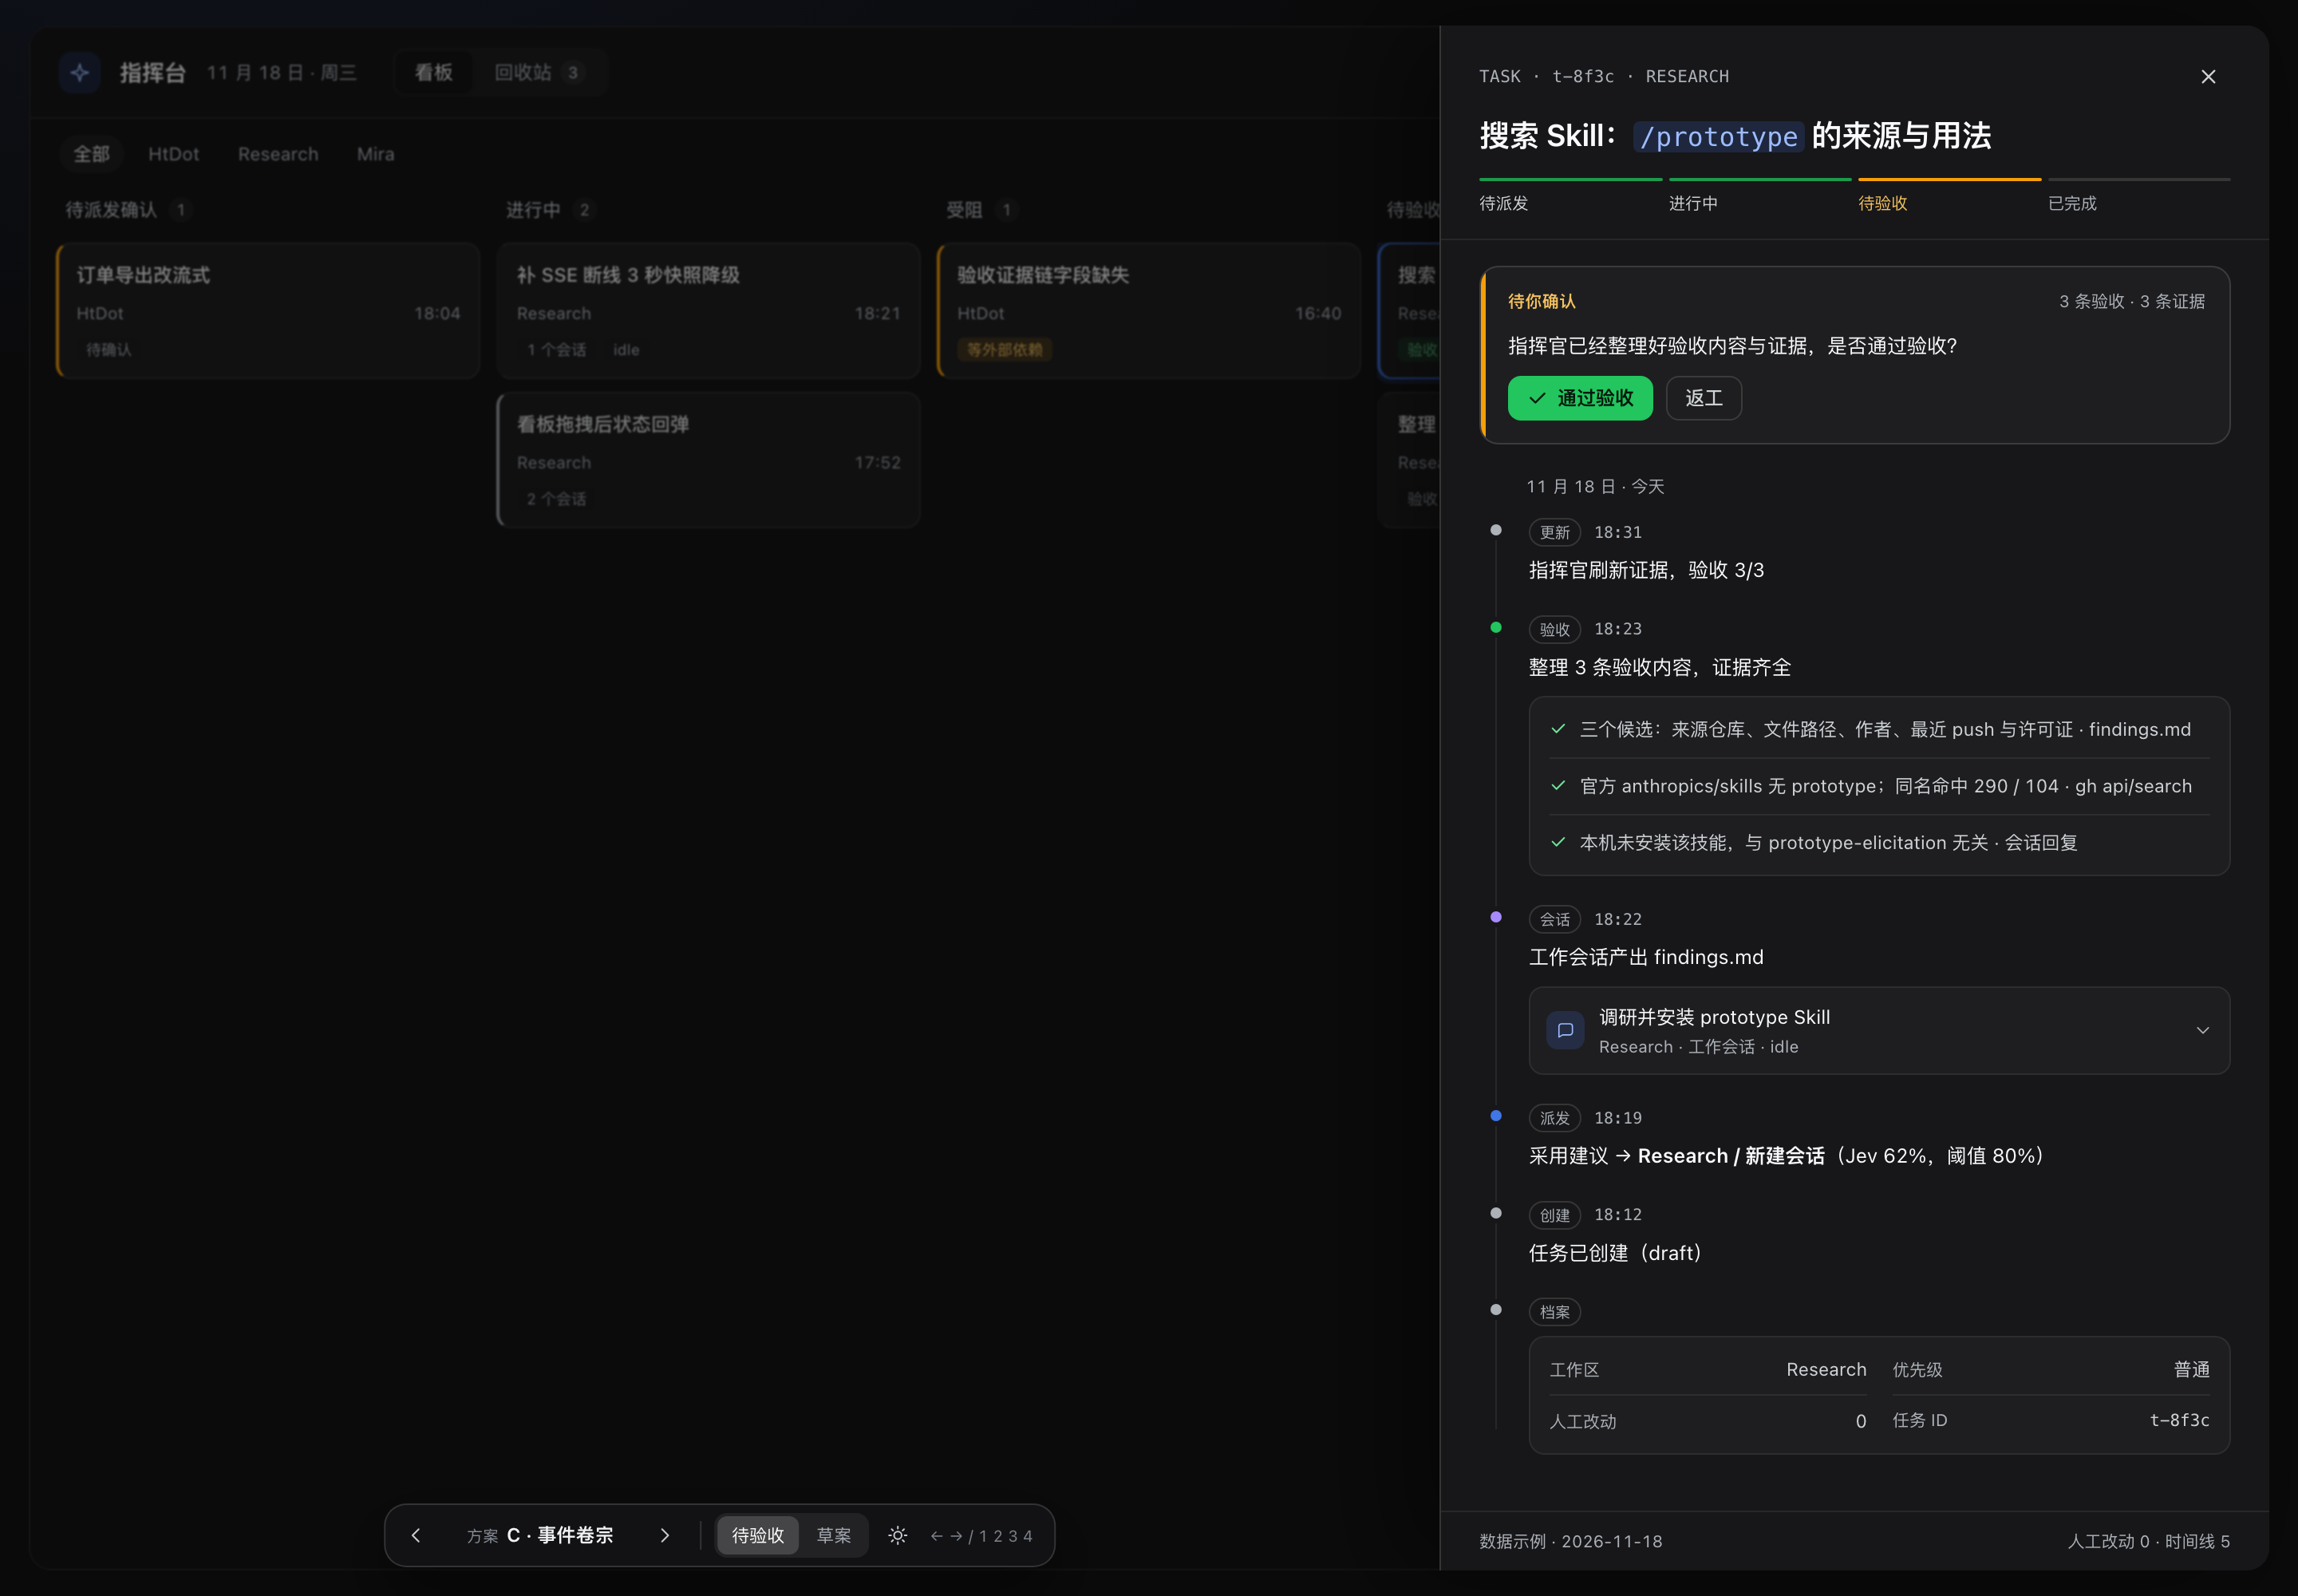 指挥台 11 月 18 日 · 周三 看板 回收站 3
全部 HtDot Research Mira
待派发确认 1
订单导出改流式
HtDot 18:04
待确认
进行中 2
补 SSE 断线 3 秒快照降级
Research 18:21
1 个会话 idle
看板拖拽后状态回弹
Research 17:52
2 个会话
受阻 1
验收证据链字段缺失
HtDot 16:40
等外部依赖
待验收
搜索
验收
整理
验收
TASK · t-8f3c · RESEARCH
搜索 Skill： /prototype 的来源与用法
待派发 进行中 待验收 已完成
待你确认 3 条验收 · 3 条证据
指挥官已经整理好验收内容与证据，是否通过验收？
通过验收 返工
11 月 18 日 · 今天
更新 18:31
指挥官刷新证据，验收 3/3
验收 18:23
整理 3 条验收内容，证据齐全
三个候选：来源仓库、文件路径、作者、最近 push 与许可证 · findings.md
官方 anthropics/skills 无 prototype；同名命中 290 / 104 · gh api/search
本机未安装该技能，与 prototype-elicitation 无关 · 会话回复
会话 18:22
工作会话产出 findings.md
调研并安装 prototype Skill
Research · 工作会话 · idle
派发 18:19
采用建议 → Research / 新建会话（Jev 62%，阈值 80%）
创建 18:12
任务已创建（draft）
档案
工作区 Research 优先级 普通
人工改动 0 任务 ID t-8f3c
数据示例 · 2026-11-18 人工改动 0 · 时间线 5
方案 C · 事件卷宗 待验收 草案 ← → / 1 2 3 4